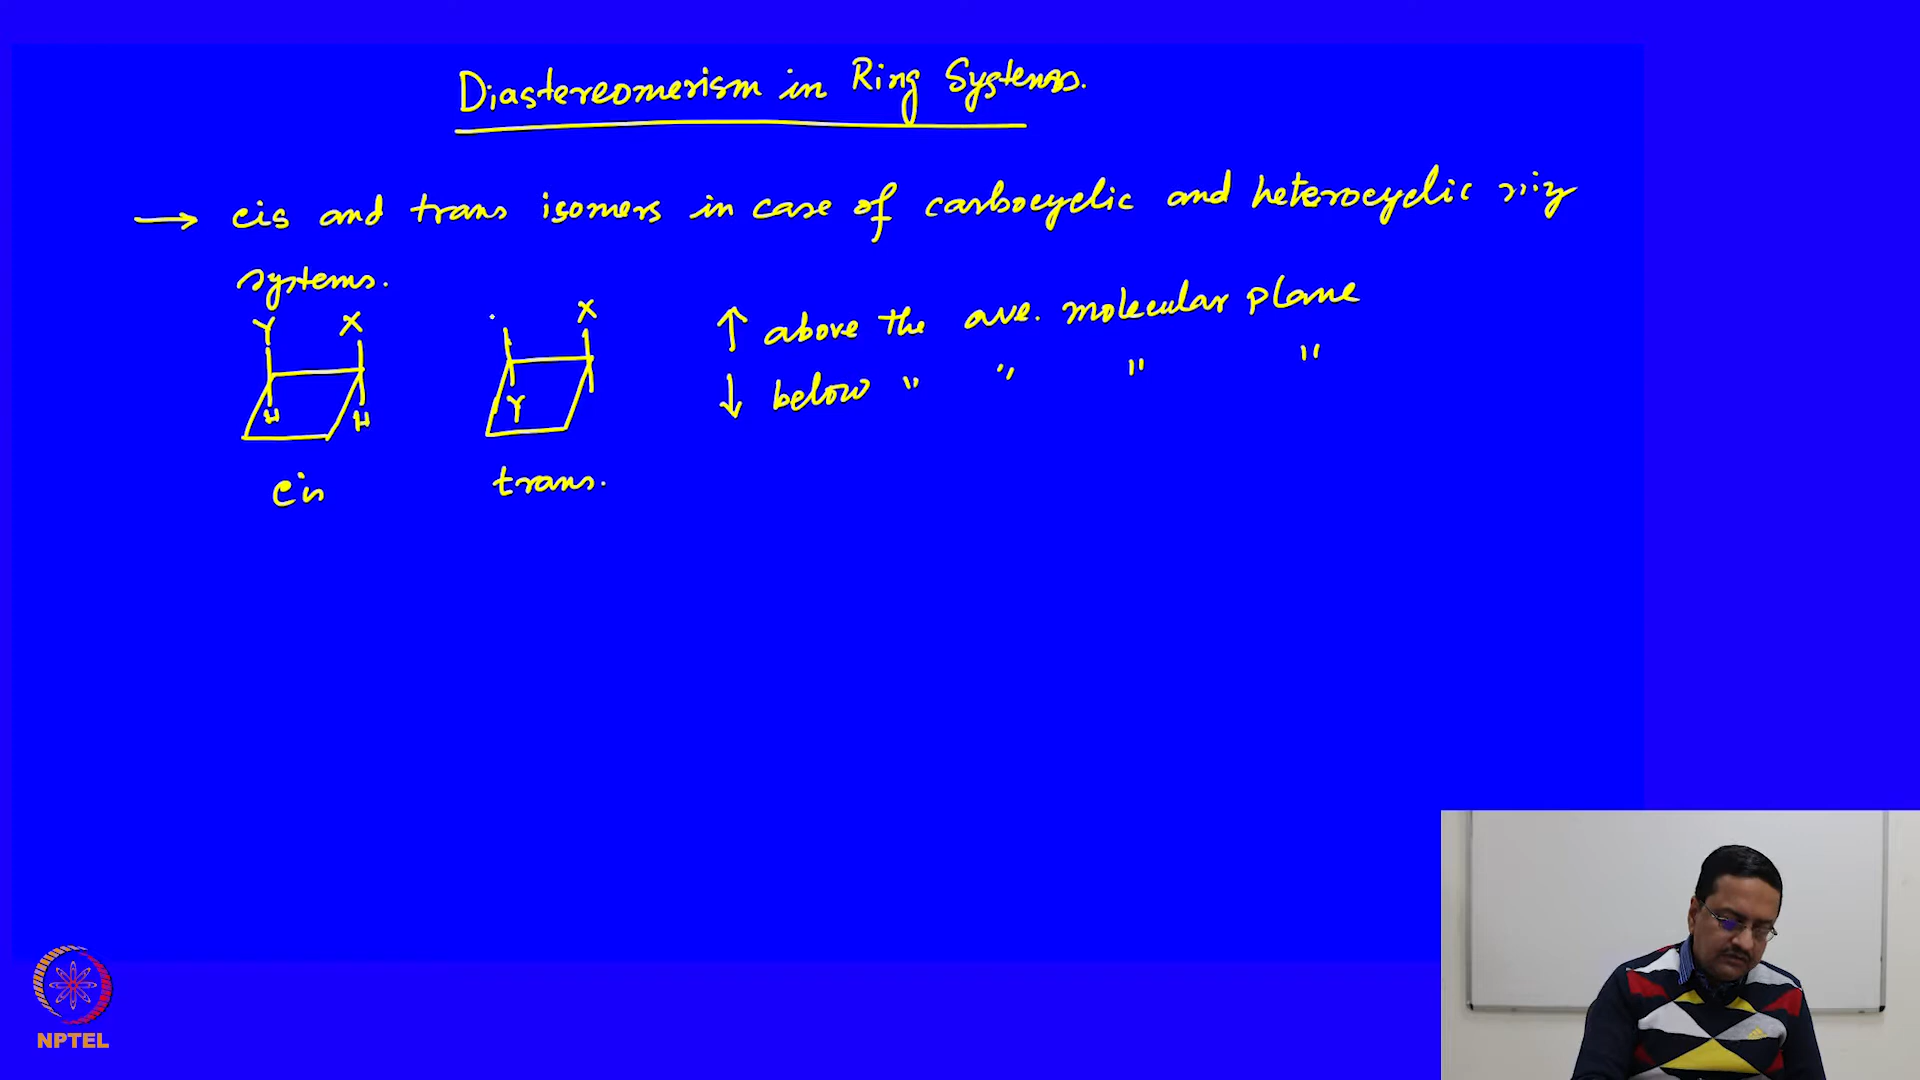 Diastereomerism in Ring Systems.
→ cis and trans isomers in case of carbocyclic and heterocyclic ring
systems.
Y X X
↑ above the ave. molecular plane
↓ below " " " "
H H Y
cis trans.
NPTEL